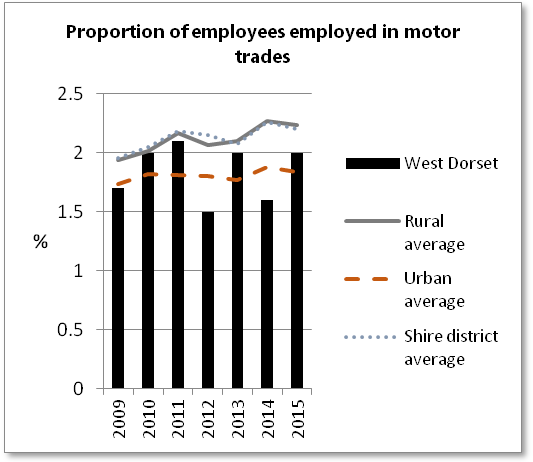 Proportion of employees employed in motor
trades
2.5
2
1.5
1
0.5
0
%
2009
2010
2011
2012
2013
2014
2015
West Dorset
Rural
average
Urban
average
Shire district
average